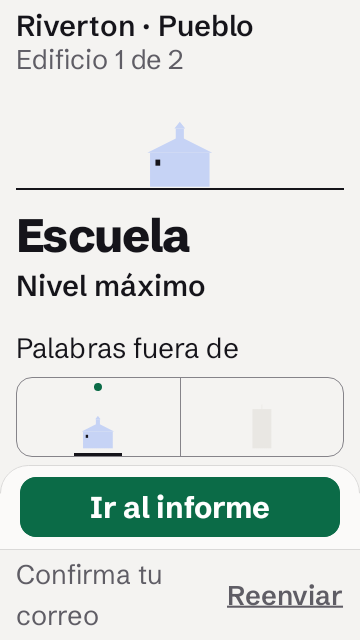 Riverton · Pueblo
Edificio 1 de 2
Escuela
Nivel máximo
Palabras fuera de
Ir al informe
Confirma tu
correo
Reenviar